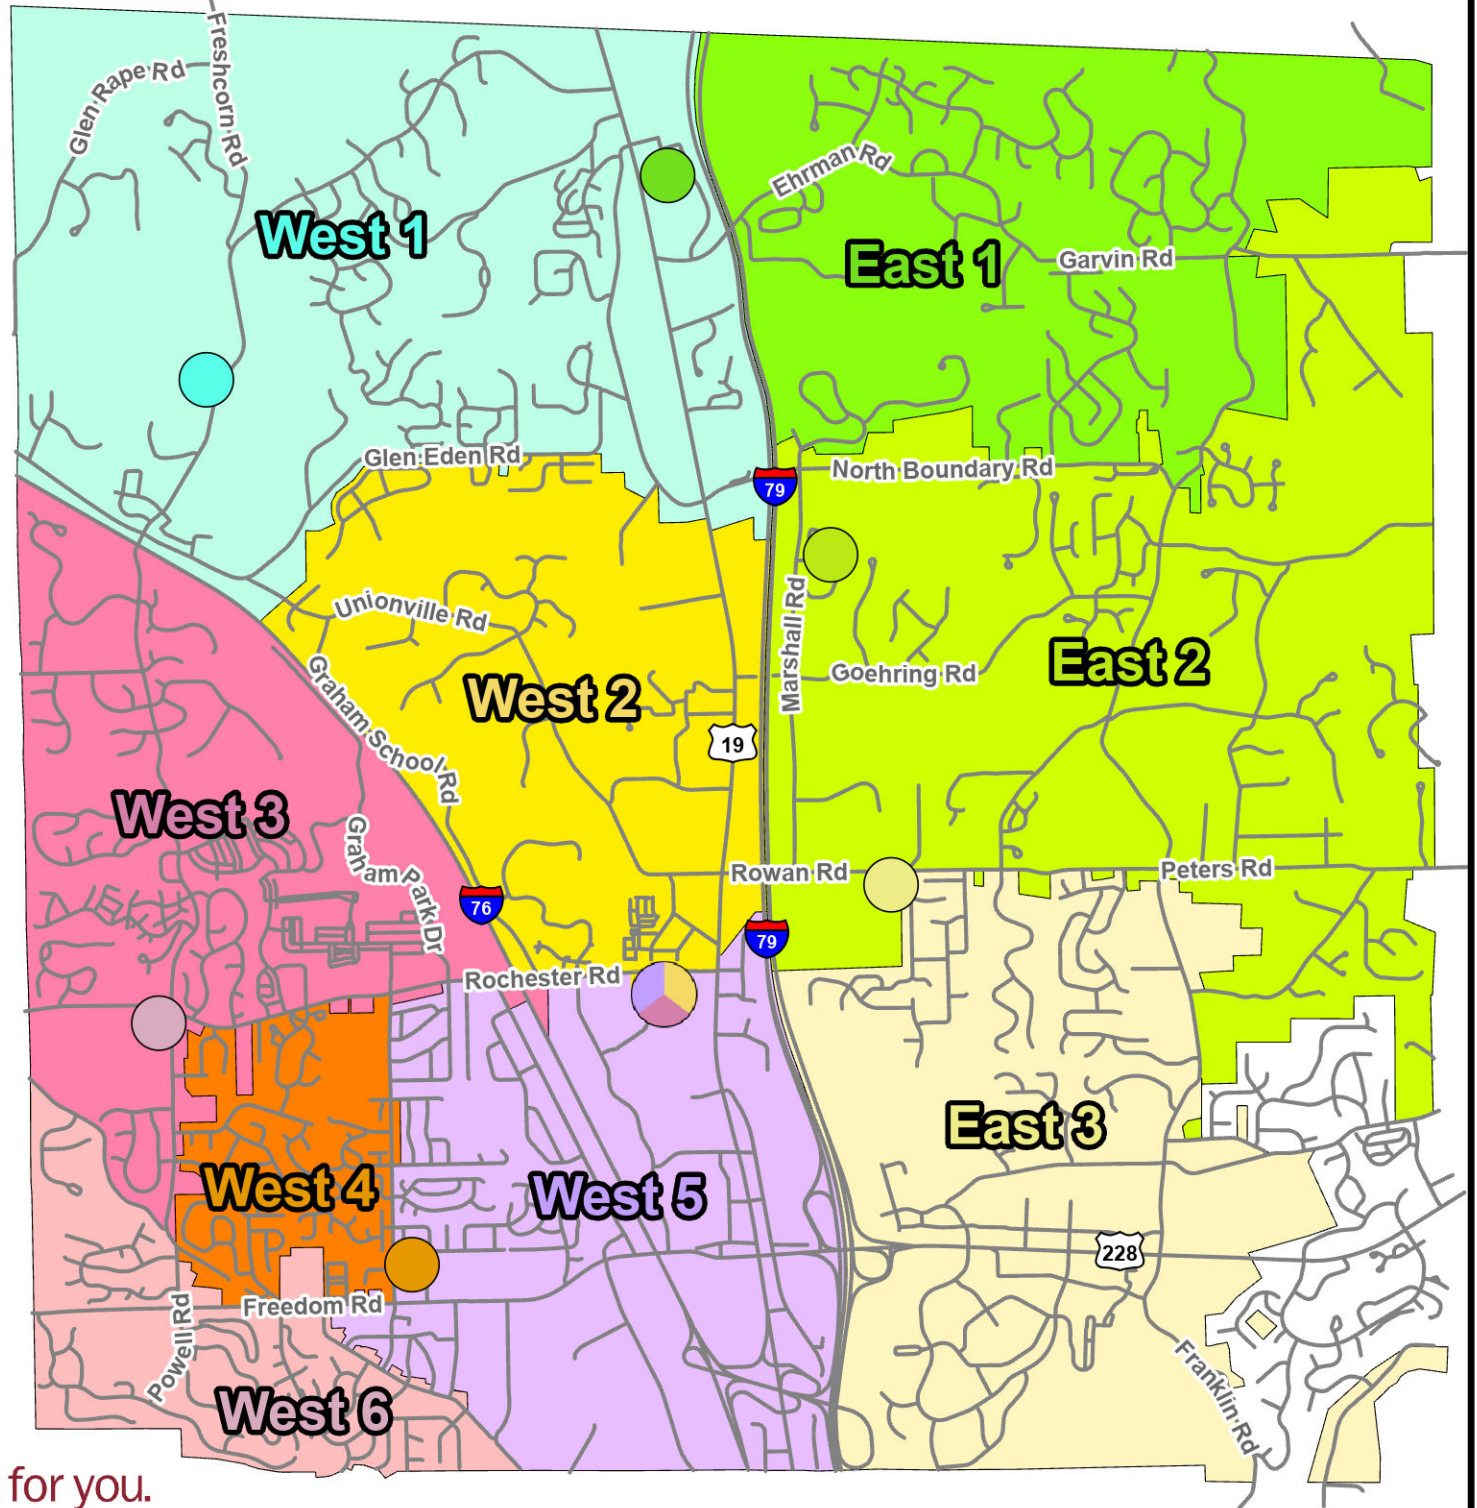 Freshcorn Rd
Glen Rape Rd
Ehrman Rd
West 1
East 1
Garvin Rd
Glen Eden Rd
North Boundary Rd
79
Marshall Rd
Unionville Rd
Goehring Rd
East 2
West 2
Graham School Rd
19
West 3
Graham Park Dr
Rowan Rd
Peters Rd
76
79
Rochester Rd
East 3
West 4
West 5
228
Freedom Rd
Powell Rd
Franklin Rd
West 6
for you.